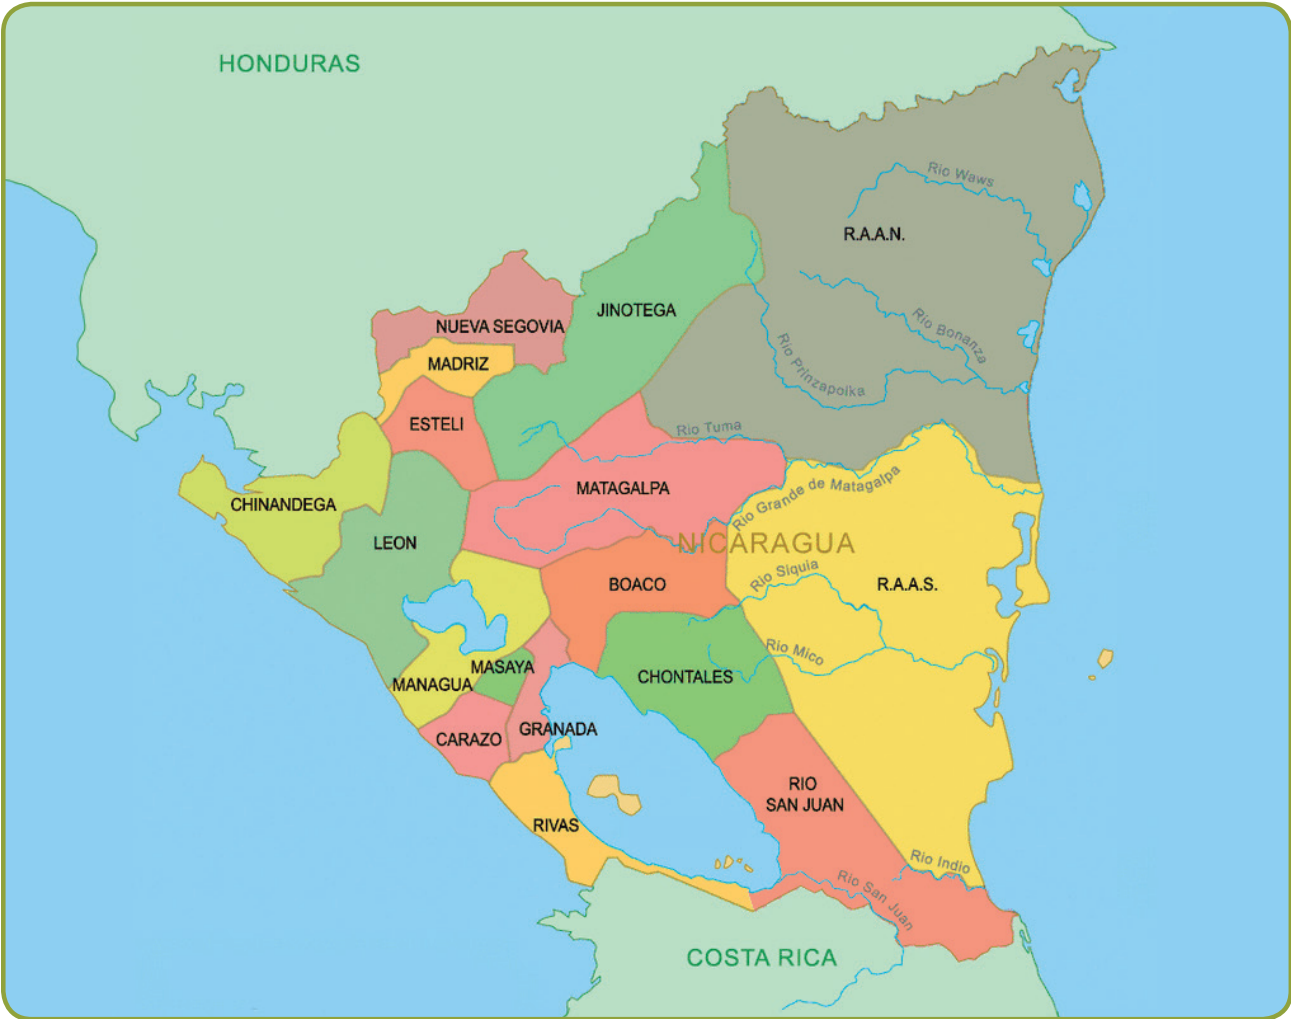 HONDURAS
Rio Waws
R.A.A.N.
JINOTEGA
NUEVA SEGOVIA
Rio Bonanza
MADRIZ
Rio Prinzapolka
ESTELI
Rio Tuma
MATAGALPA
CHINANDEGA
Rio Grande de Matagalpa
LEON
NICARAGUA
BOACO
Rio Siquia
R.A.A.S.
Rio Mico
MASAYA
CHONTALES
MANAGUA
GRANADA
CARAZO
RIO
SAN JUAN
RIVAS
Rio Indio
Rio San Juan
COSTA RICA